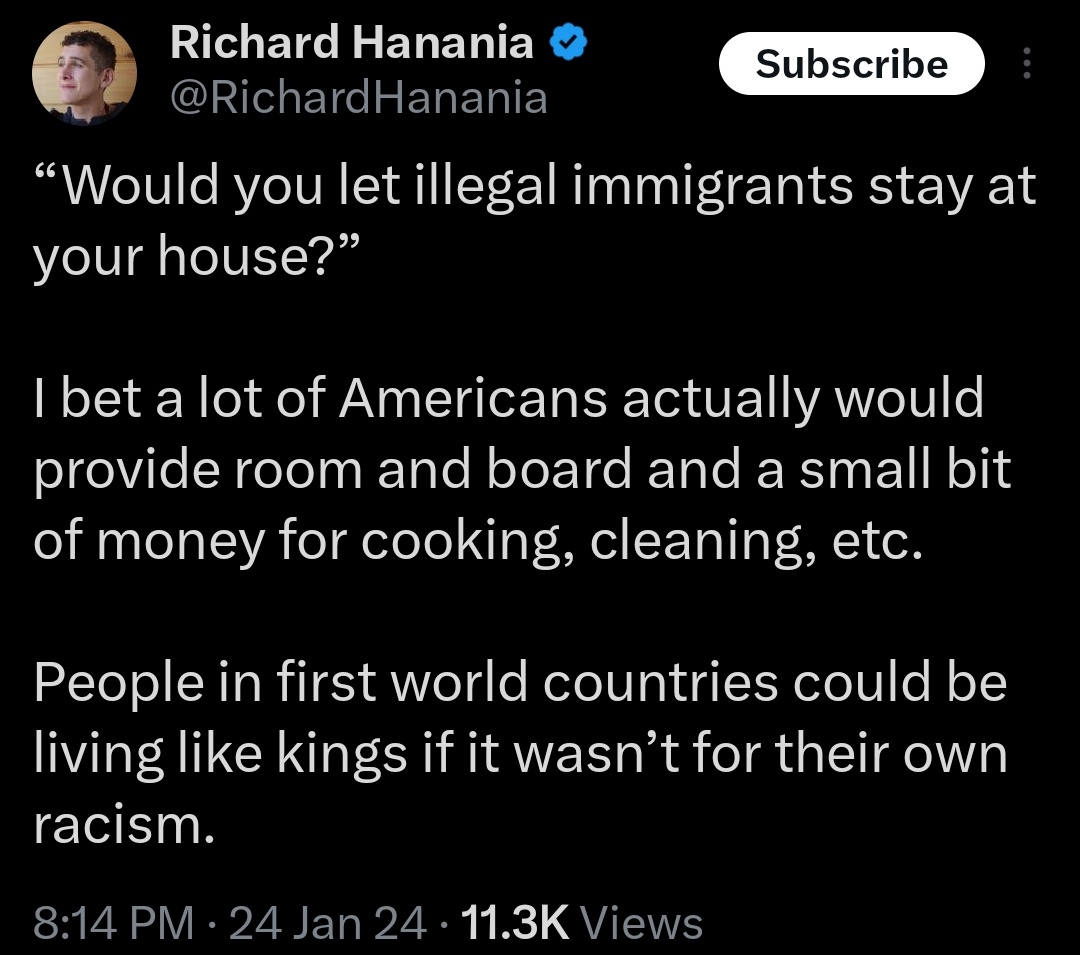 Richard Hanania
@RichardHanania
Subscribe
“Would you let illegal immigrants stay at
your house?”
I bet a lot of Americans actually would
provide room and board and a small bit
of money for cooking, cleaning, etc.
People in first world countries could be
living like kings if it wasn’t for their own
racism.
8:14 PM · 24 Jan 24 · 11.3K Views